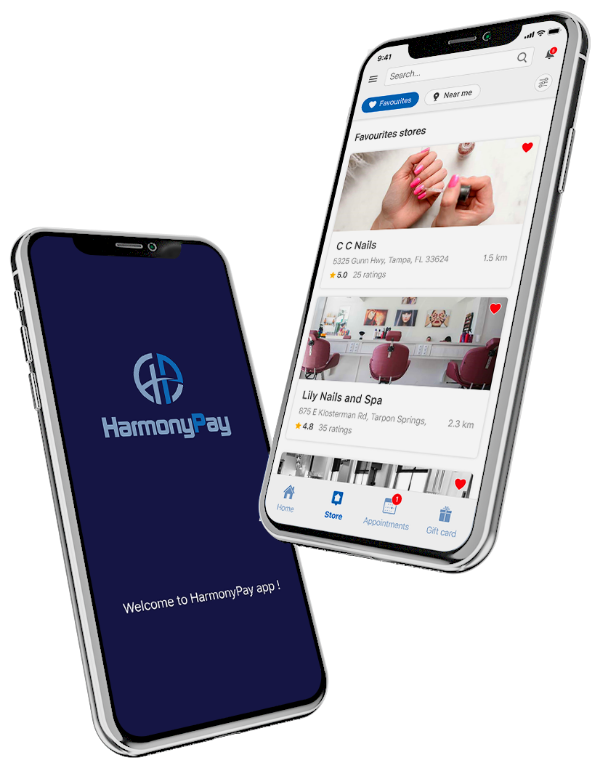 9:41
Search...
2
Favourites
Near me
Favourites stores
C C Nails
5325 Gunn Hwy, Tampa, FL 33624
1.5 km
5.0 25 ratings
Lily Nails and Spa
875 E Klosterman Rd, Tarpon Springs,
2.3 km
4.8 35 ratings
Home
Store
1
Appointments
Gift card
HarmonyPay
Welcome to HarmonyPay app !